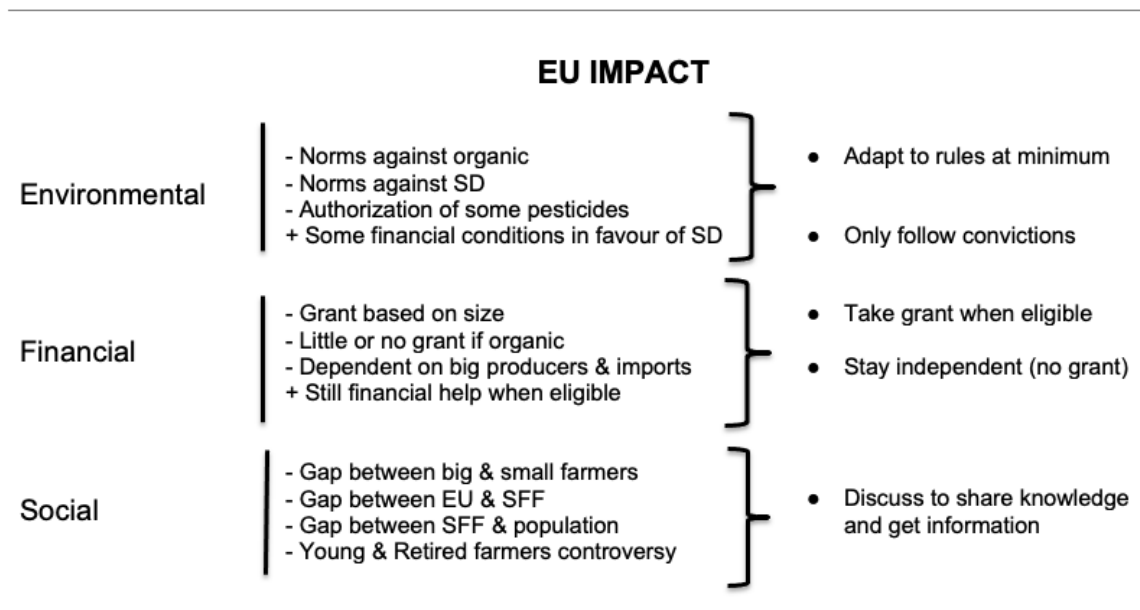 EU IMPACT
Environmental
- Norms against organic
- Norms against SD
- Authorization of some pesticides
+ Some financial conditions in favour of SD
● Adapt to rules at minimum
● Only follow convictions
Financial
- Grant based on size
- Little or no grant if organic
- Dependent on big producers & imports
+ Still financial help when eligible
● Take grant when eligible
● Stay independent (no grant)
Social
- Gap between big & small farmers
- Gap between EU & SFF
- Gap between SFF & population
- Young & Retired farmers controversy
● Discuss to share knowledge
and get information